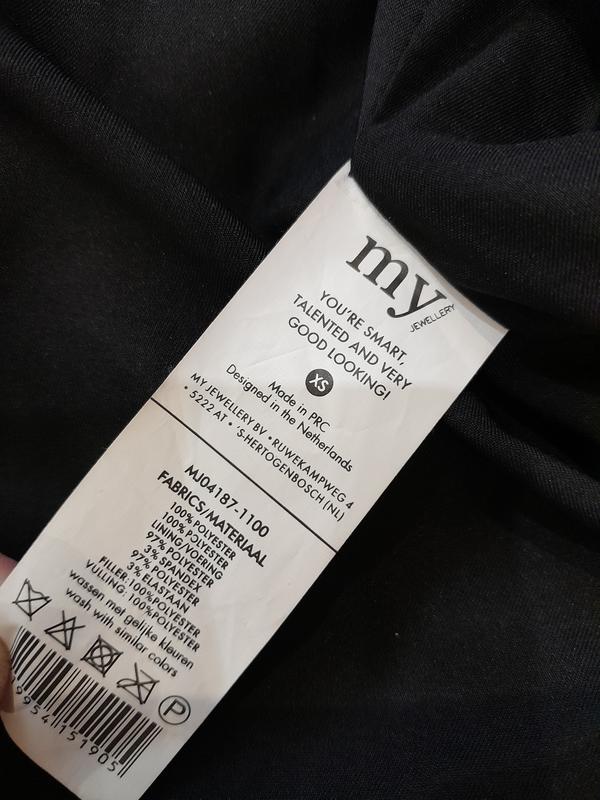 my
JEWELLERY
YOU'RE SMART,
TALENTED AND VERY
GOOD LOOKING!
XS
Made in PRC
Designed in the Netherlands
MY JEWELLERY BV • RUWEKAMPWEG 4
• 5222 AT • 'S-HERTOGENBOSCH (NL)
MJ04187-1100
FABRICS/MATERIAAL
100% POLYESTER
100% POLYESTER
LINING/VOERING
97% POLYESTER
3% SPANDEX
97% POLYESTER
3% ELASTAAN
FILLER:100%POLYESTER
VULLING: 100%POLYESTER
wassen met gelijke kleuren
wash with similar colors
P
9954 151905